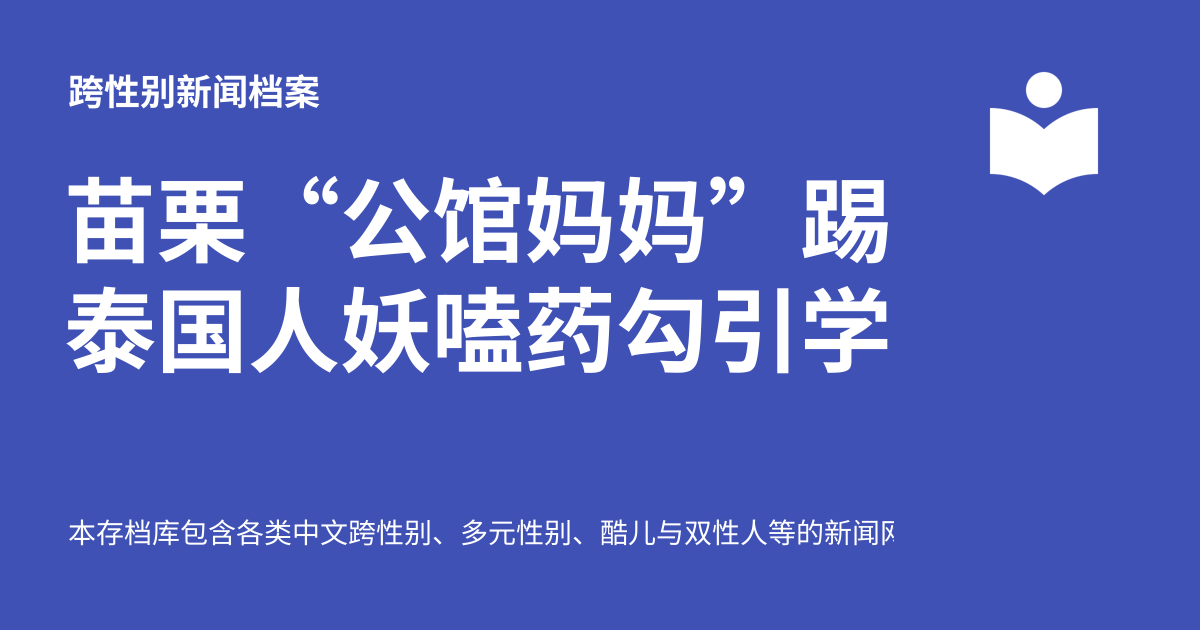 跨性别新闻档案
苗栗“公馆妈妈”踢
泰国人妖嗑药勾引学
本存档库包含各类中文跨性别、多元性别、酷儿与双性人等的新闻网